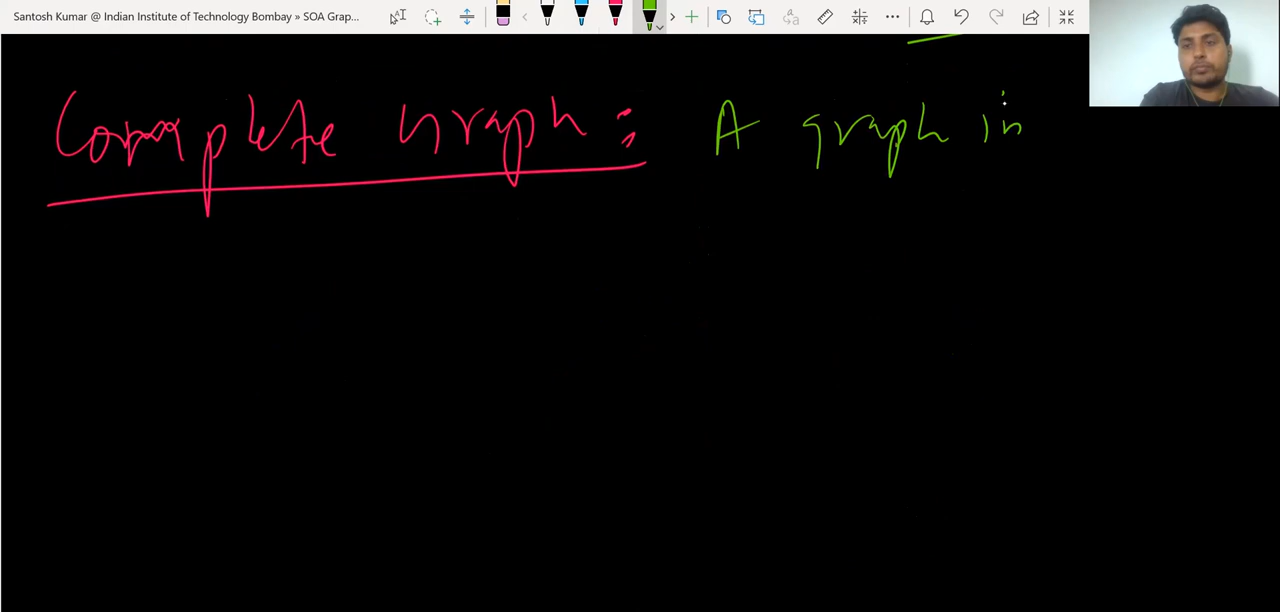 Santosh Kumar @ Indian Institute of Technology Bombay » SOA Grap...
Complete Graph : A graph in